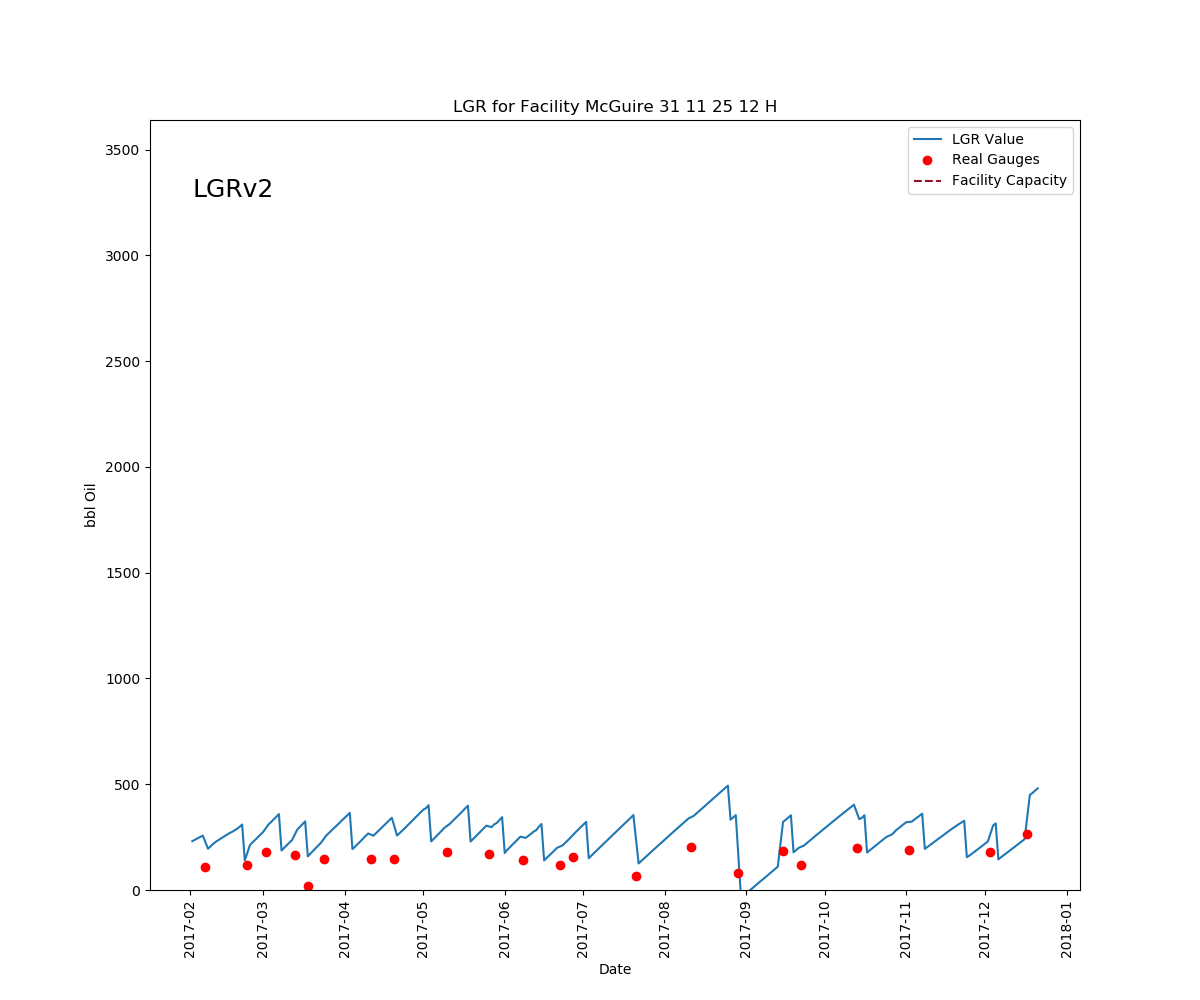 LGR for Facility McGuire 31 11 25 12 H
LGRv2
LGR Value
Real Gauges
Facility Capacity
bbl Oil
3500
3000
2500
2000
1500
1000
500
0
2017-02
2017-03
2017-04
2017-05
2017-06
2017-07
2017-08
2017-09
2017-10
2017-11
2017-12
2018-01
Date